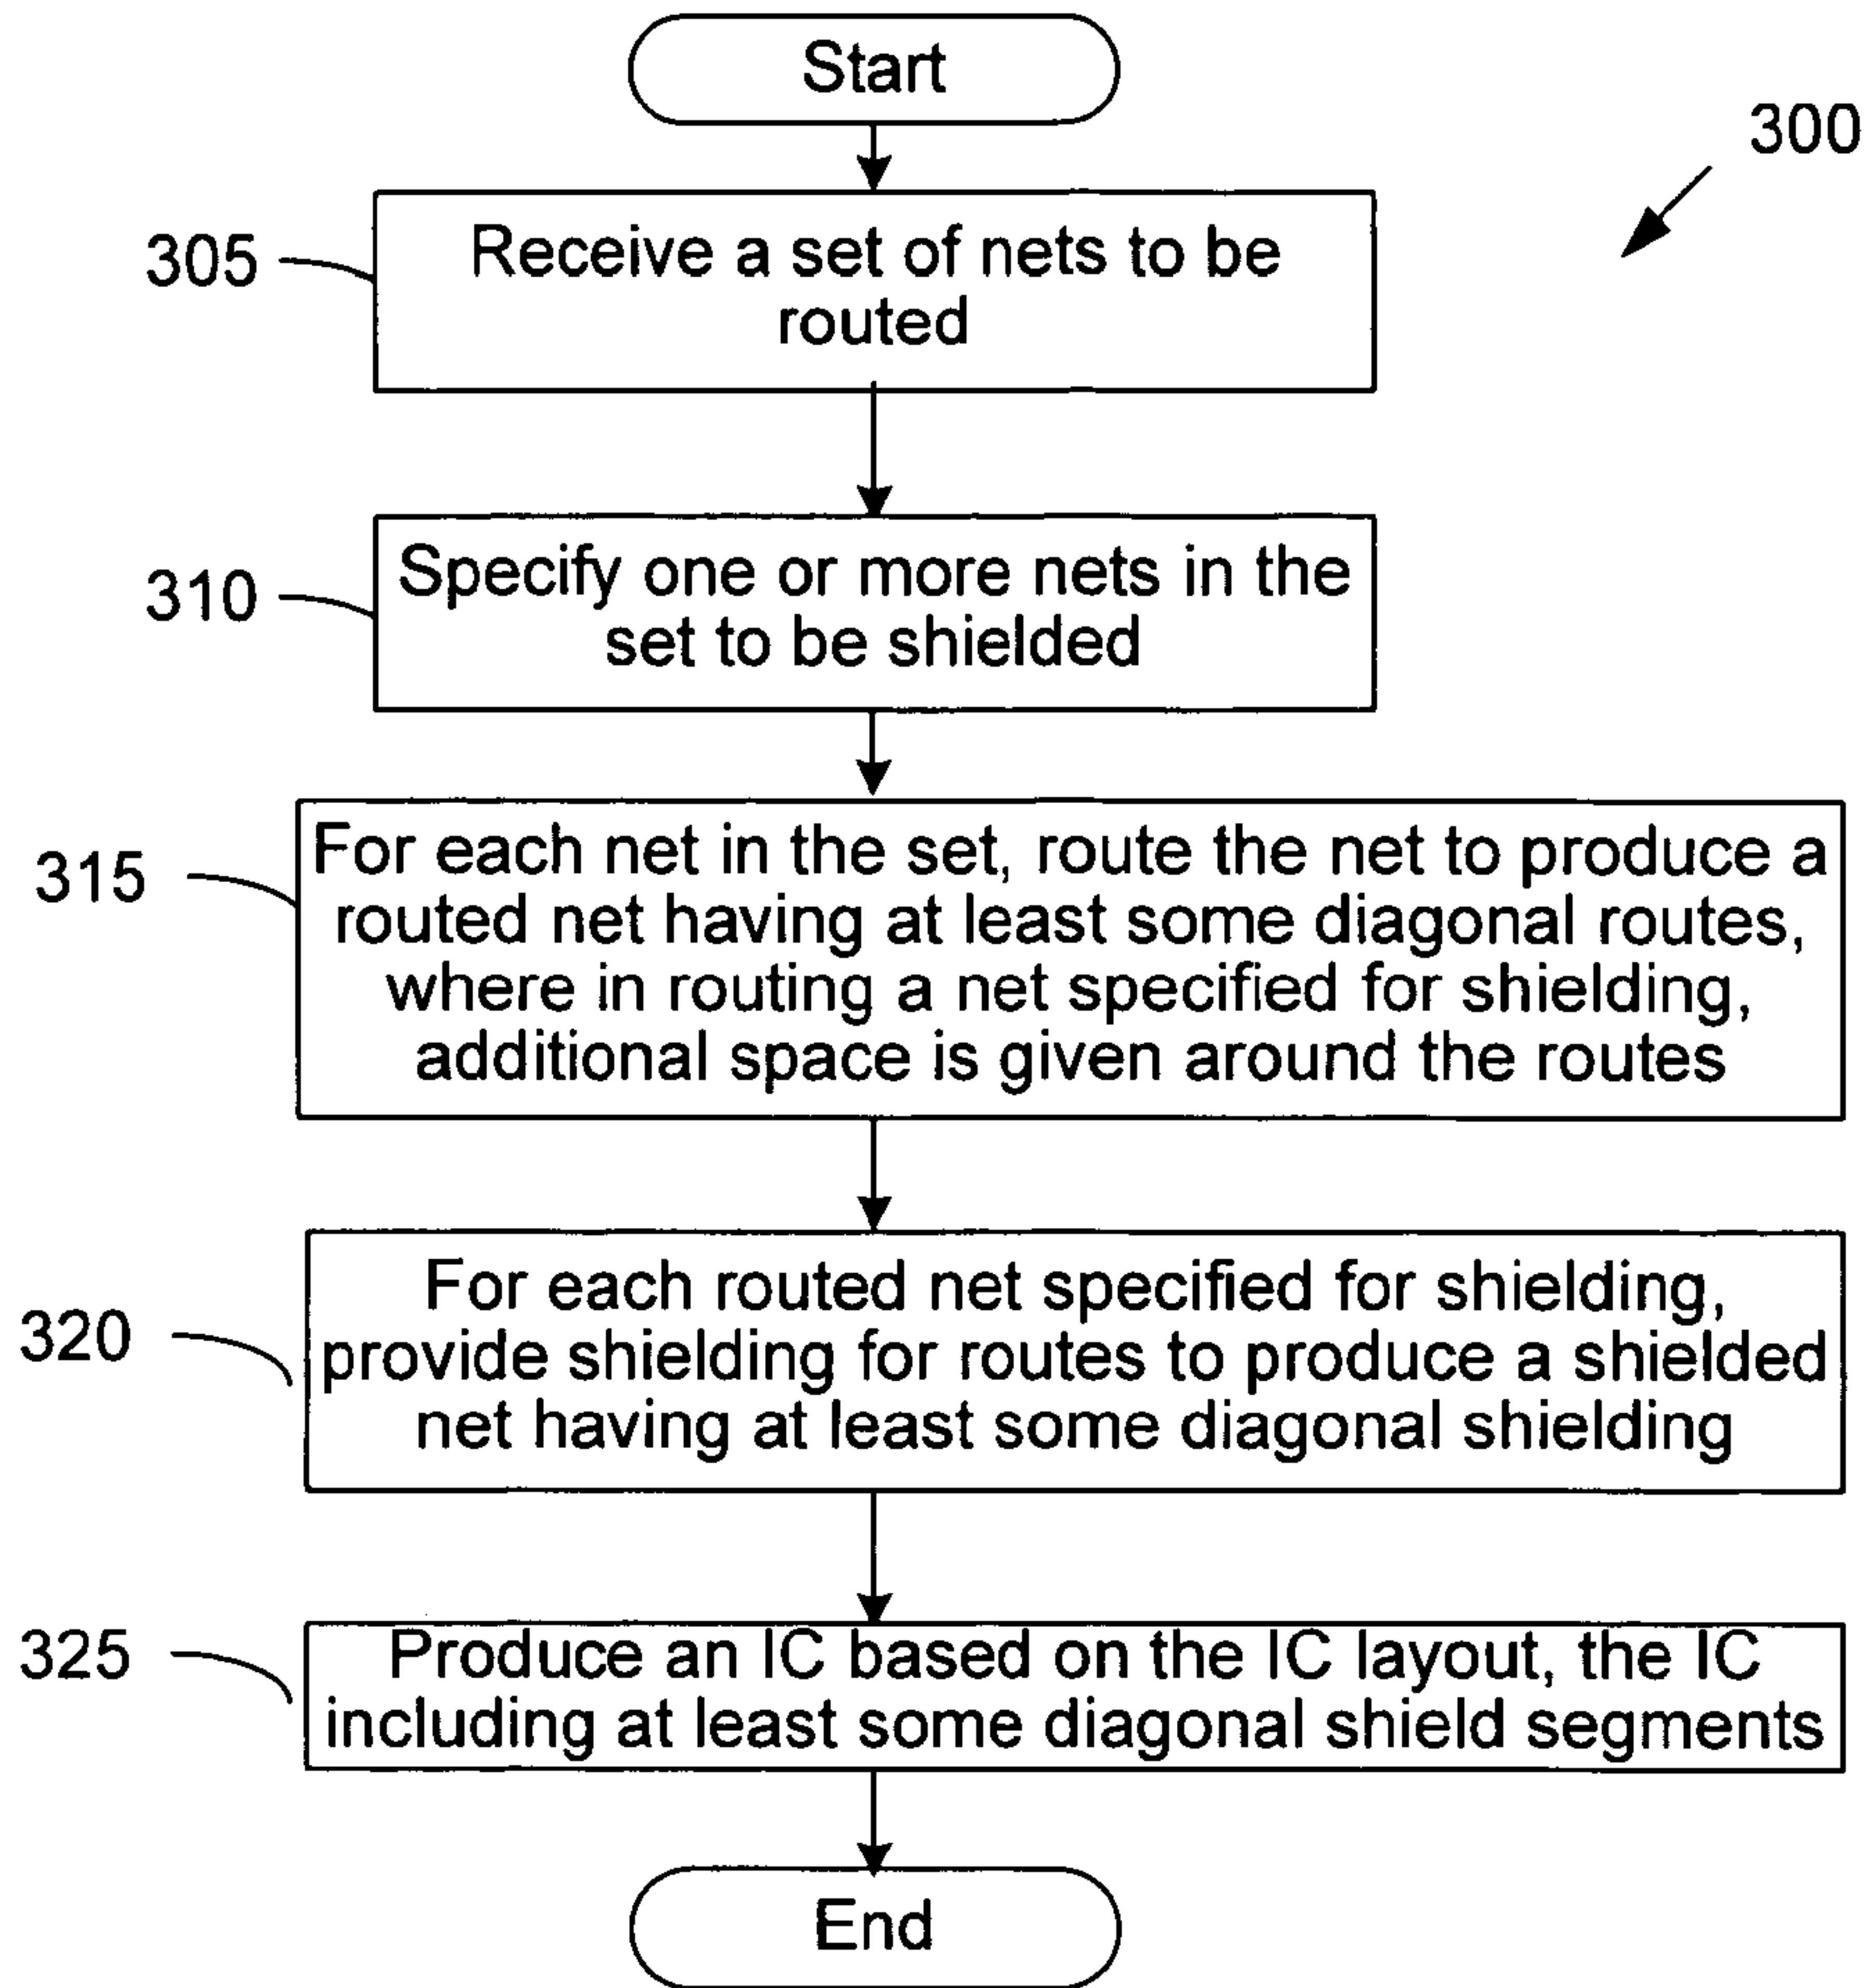 Start
300
305
Receive a set of nets to be
routed
310
Specify one or more nets in the
set to be shielded
315
For each net in the set, route the net to produce a
routed net having at least some diagonal routes,
where in routing a net specified for shielding,
additional space is given around the routes
320
For each routed net specified for shielding,
provide shielding for routes to produce a shielded
net having at least some diagonal shielding
325
Produce an IC based on the IC layout, the IC
including at least some diagonal shield segments
End